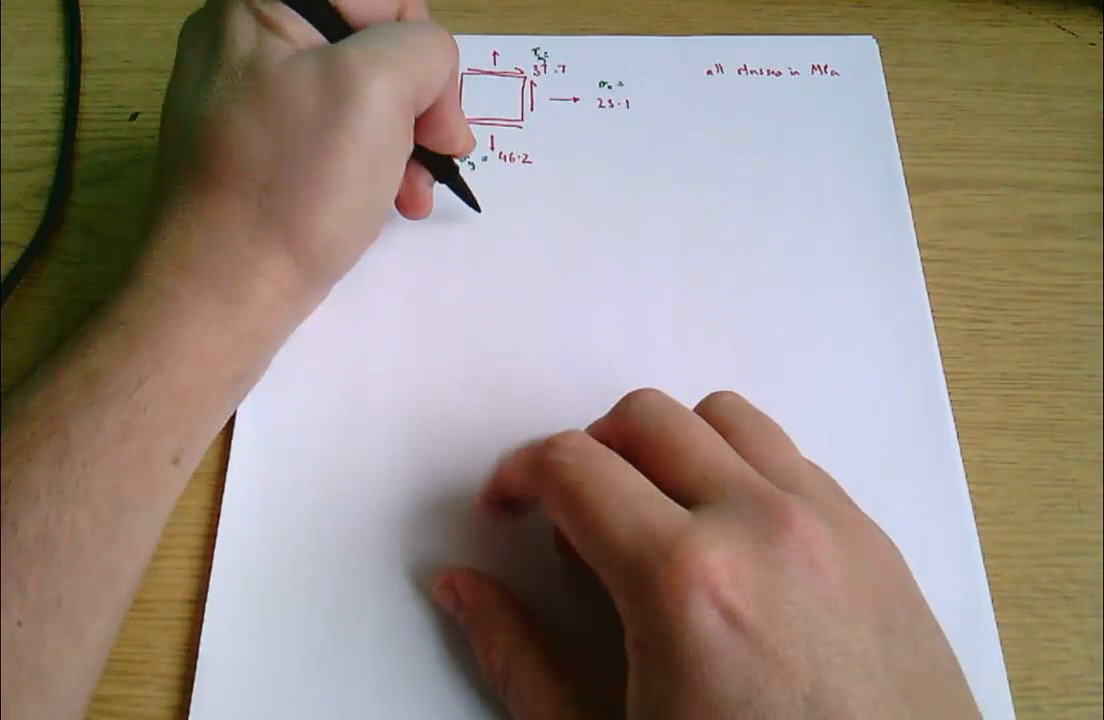 τxy =
37.7
all stresses in MPa
σx =
23.1
σy = 46.2